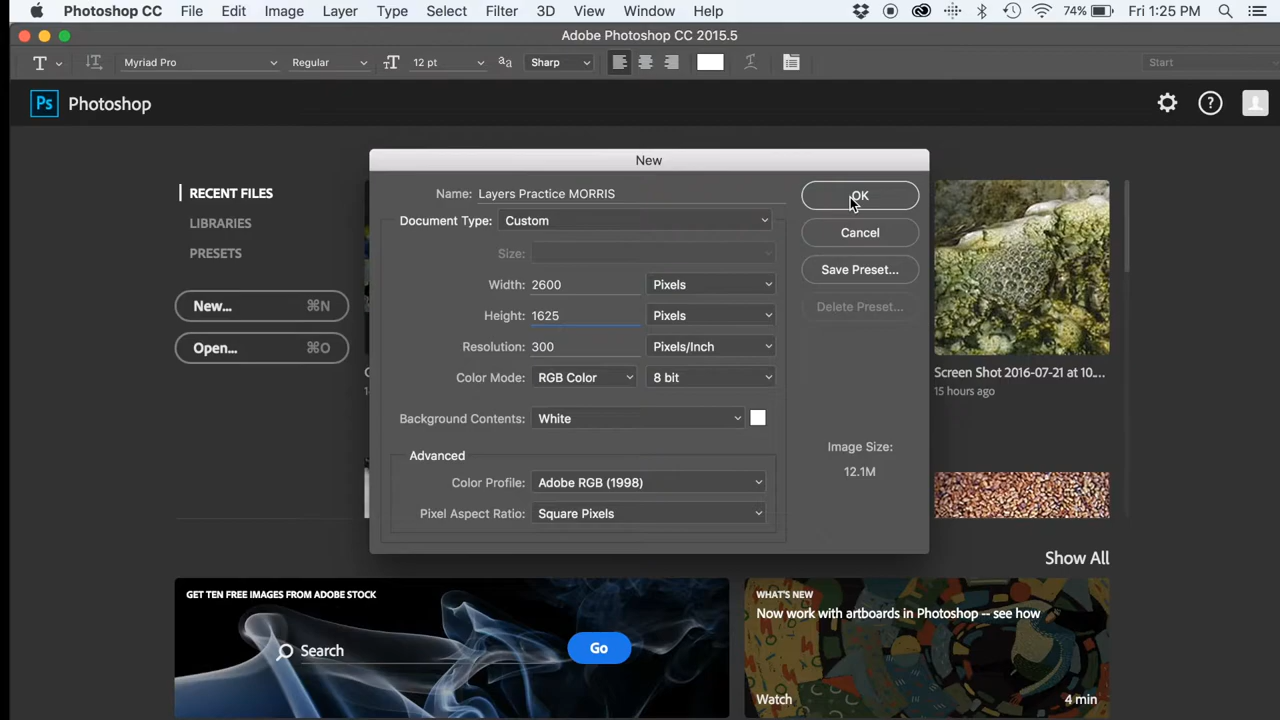 Photoshop CC File Edit Image Layer Type Select Filter 3D View Window Help 74% Fri 1:25 PM
Adobe Photoshop CC 2015.5
T Myriad Pro Regular 12 pt Sharp Start
Ps Photoshop
New
RECENT FILES
LIBRARIES
PRESETS
New... ⌘N
Open... ⌘O
Name: Layers Practice MORRIS
Document Type: Custom
Size:
Width: 2600 Pixels
Height: 1625 Pixels
Resolution: 300 Pixels/Inch
Color Mode: RGB Color 8 bit
Background Contents: White
Advanced
Color Profile: Adobe RGB (1998)
Pixel Aspect Ratio: Square Pixels
OK
Cancel
Save Preset...
Delete Preset...
Image Size:
12.1M
Screen Shot 2016-07-21 at 10....
15 hours ago
Show All
GET TEN FREE IMAGES FROM ADOBE STOCK
Search Go
WHAT'S NEW
Now work with artboards in Photoshop -- see how
Watch 4 min